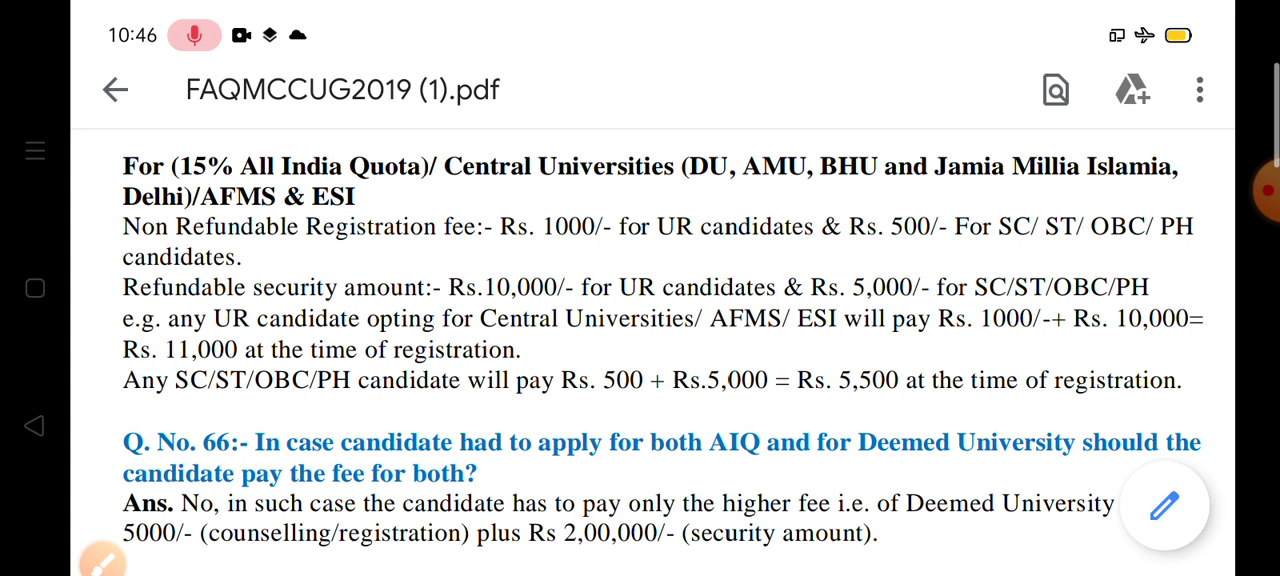 10:46
FAQMCCUG2019 (1).pdf
For (15% All India Quota)/ Central Universities (DU, AMU, BHU and Jamia Millia Islamia,
Delhi)/AFMS & ESI
Non Refundable Registration fee:- Rs. 1000/- for UR candidates & Rs. 500/- For SC/ ST/ OBC/ PH
candidates.
Refundable security amount:- Rs.10,000/- for UR candidates & Rs. 5,000/- for SC/ST/OBC/PH
e.g. any UR candidate opting for Central Universities/ AFMS/ ESI will pay Rs. 1000/-+ Rs. 10,000=
Rs. 11,000 at the time of registration.
Any SC/ST/OBC/PH candidate will pay Rs. 500 + Rs.5,000 = Rs. 5,500 at the time of registration.
Q. No. 66:- In case candidate had to apply for both AIQ and for Deemed University should the
candidate pay the fee for both?
Ans. No, in such case the candidate has to pay only the higher fee i.e. of Deemed University
5000/- (counselling/registration) plus Rs 2,00,000/- (security amount).